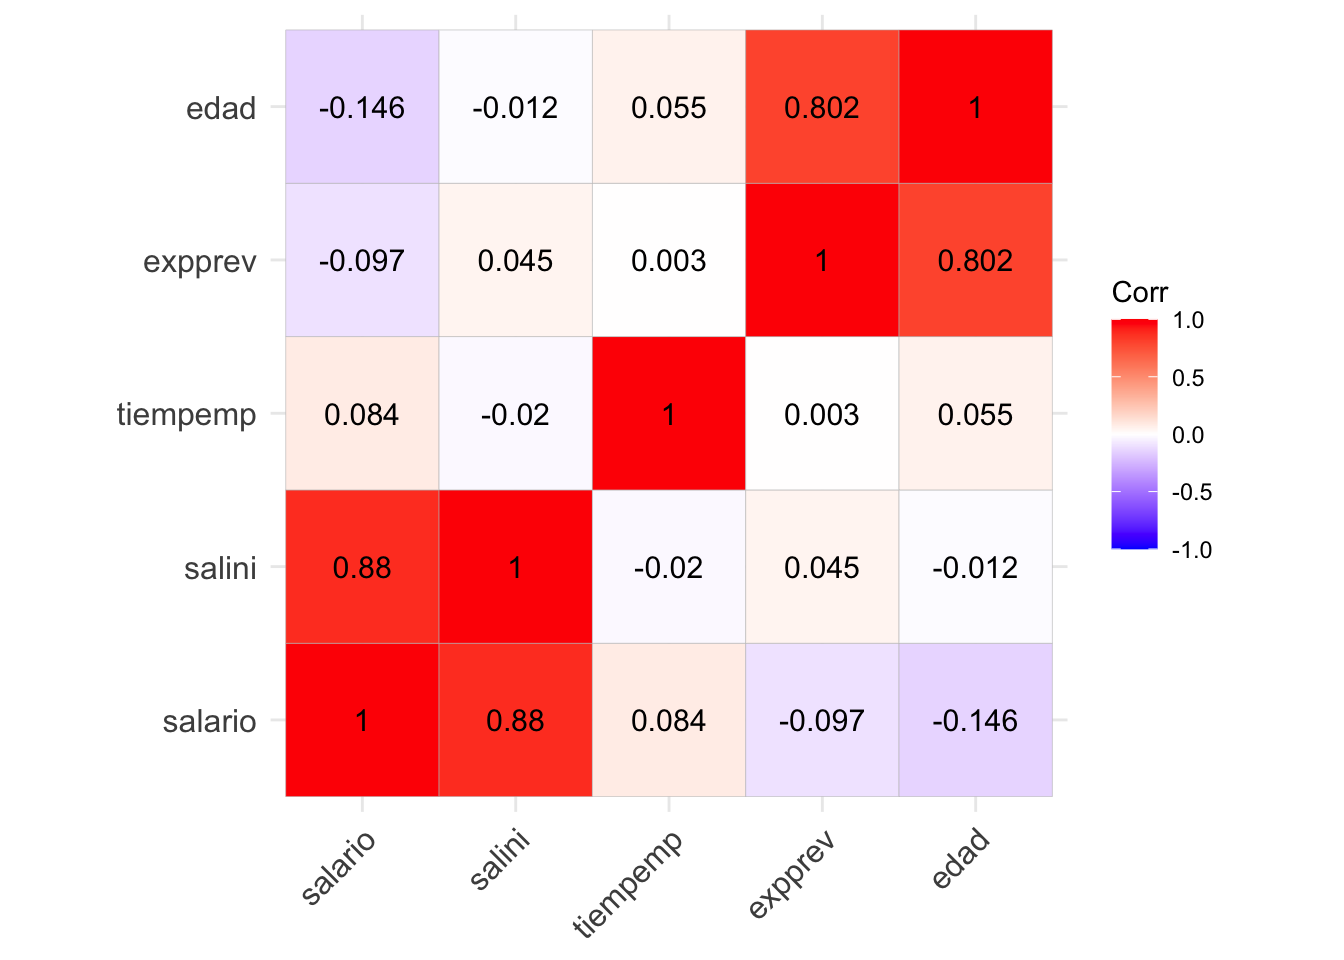 edad -0.146 -0.012 0.055 0.802 1
expprev -0.097 0.045 0.003 1 0.802
tiempemp 0.084 -0.02 1 0.003 0.055
salini 0.88 1 -0.02 0.045 -0.012
salario 1 0.88 0.084 -0.097 -0.146
salario salini tiempemp expprev edad
Corr
1.0
0.5
0.0
-0.5
-1.0